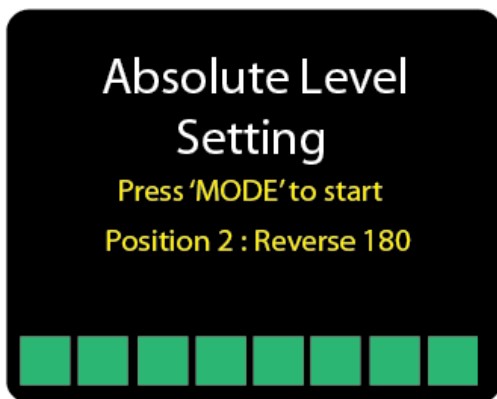 Absolute Level
Setting
Press ‘MODE’ to start
Position 2 : Reverse 180